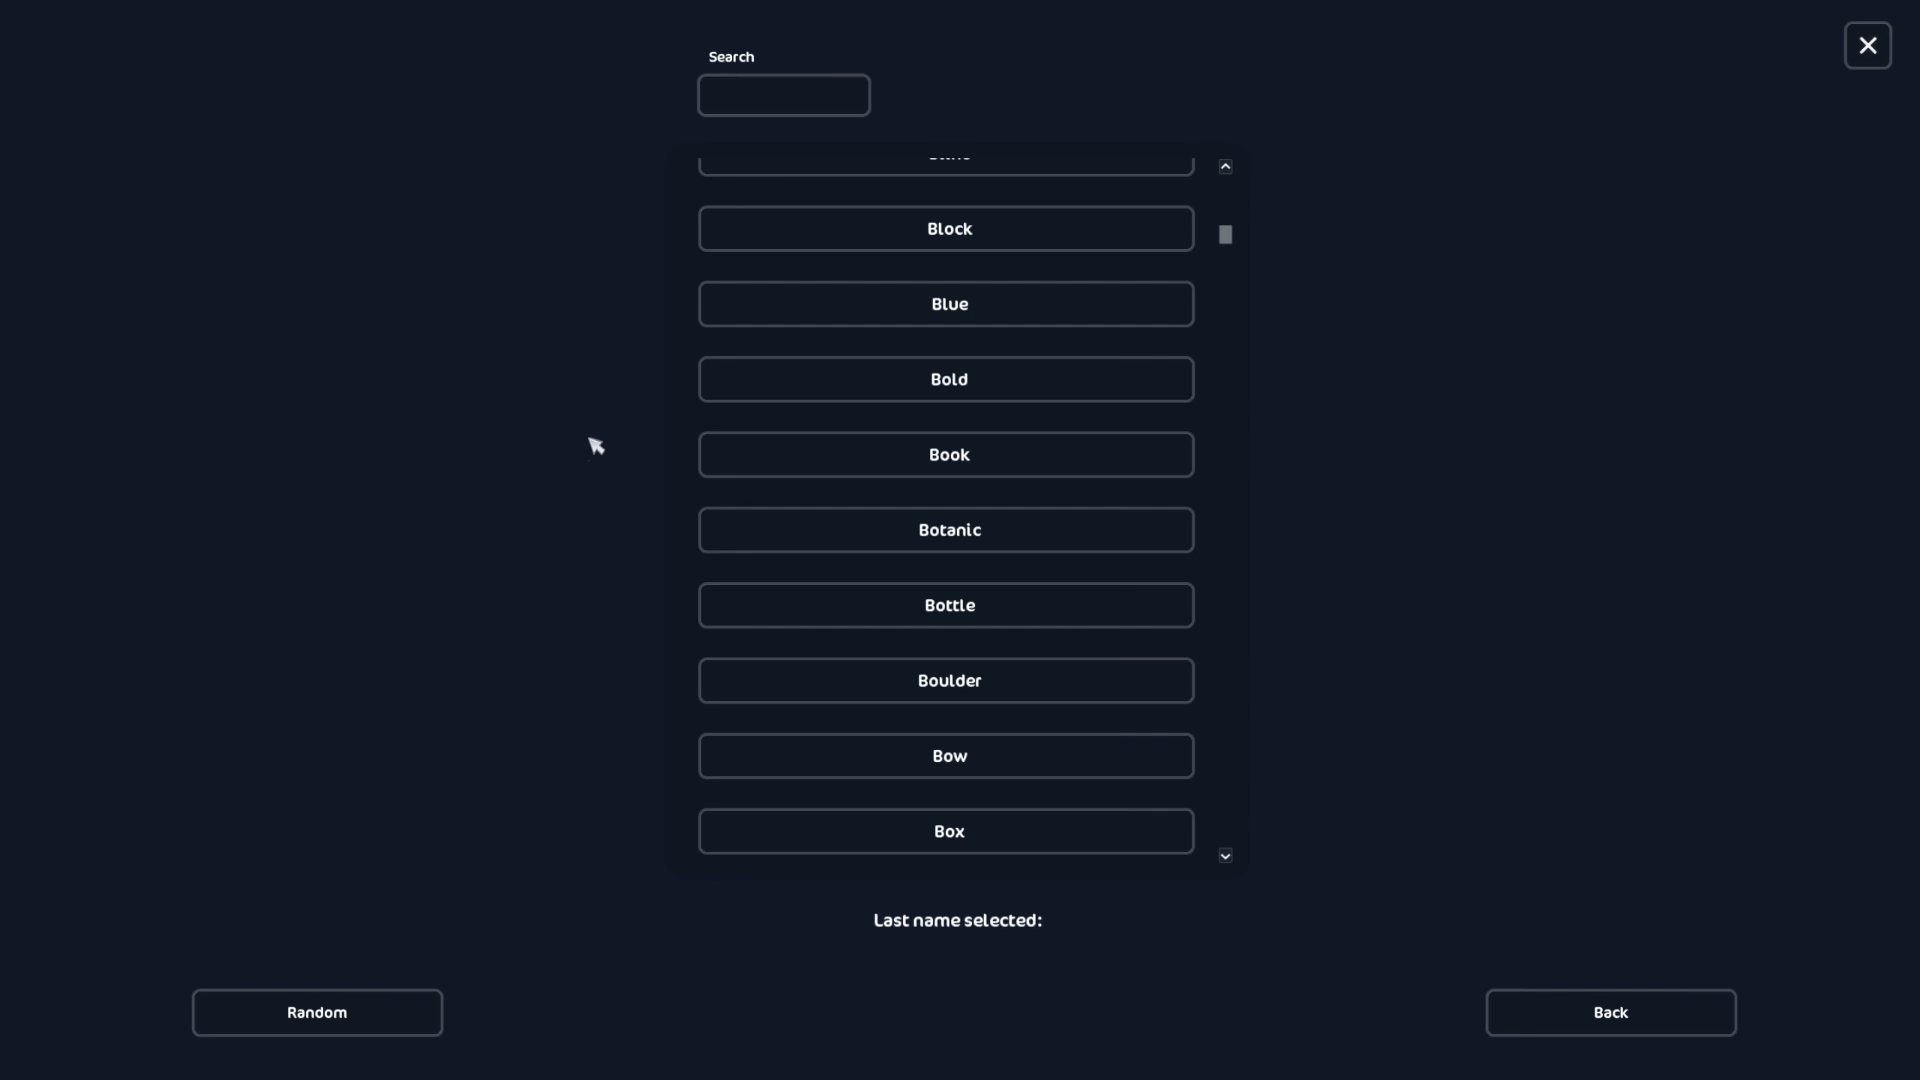 Search
Block
Blue
Bold
Book
Botanic
Bottle
Boulder
Bow
Box
Last name selected:
Random
Back